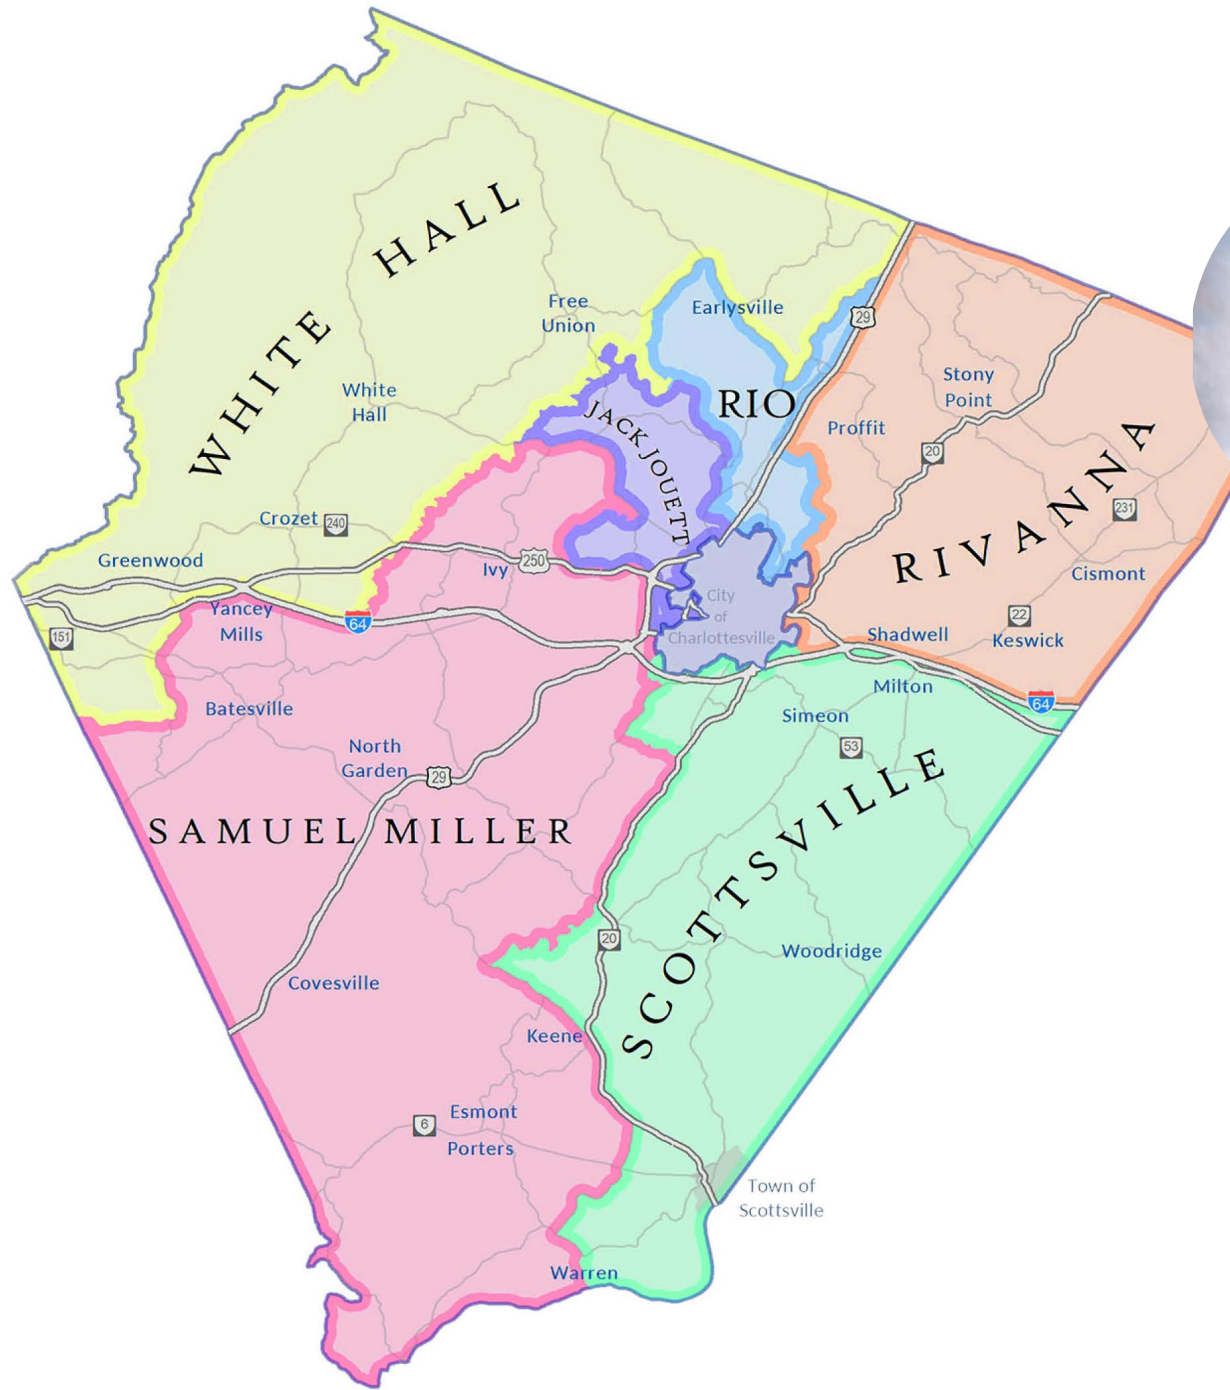 WHITE HALL
Free
Union
Earlysville
29
White
Hall
JACK JOUETT
RIO
Stony
Point
Proffit
20
RIVANNA
231
Crozet
240
Greenwood
Ivy
250
Cismont
Yancey
Mills
64
151
City
of
Charlottesville
22
Shadwell
Keswick
Milton
64
Batesville
Simeon
53
North
Garden
29
SAMUEL MILLER
SCOTTSVILLE
20
Woodridge
Covesville
Keene
6
Esmont
Porters
Town of
Scottsville
Warren